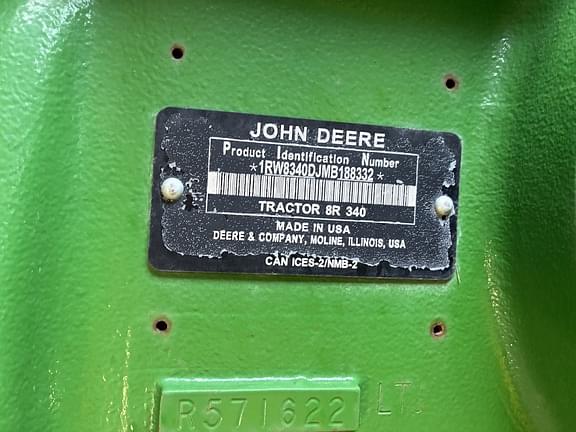 JOHN DEERE
Product Identification Number
*1RW8340DJMB188332*
TRACTOR 8R 340
MADE IN USA
DEERE & COMPANY, MOLINE, ILLINOIS, USA
CAN ICES-2/NMB-2
R571622 LT.